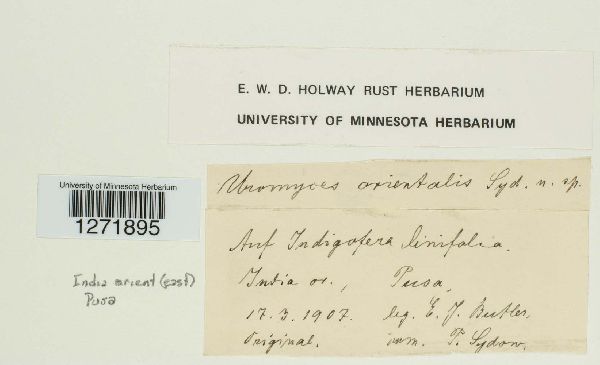 E. W. D. HOLWAY RUST HERBARIUM
UNIVERSITY OF MINNESOTA HERBARIUM
University of Minnesota Herbarium
1271895
India orient (east)
Pusa
Uromyces orientalis Syd. n. sp.
Auf Indigofera linifolia.
India or., Pusa,
17.3.1907. leg. E. J. Butler.
Original. comm. P. Sydow.